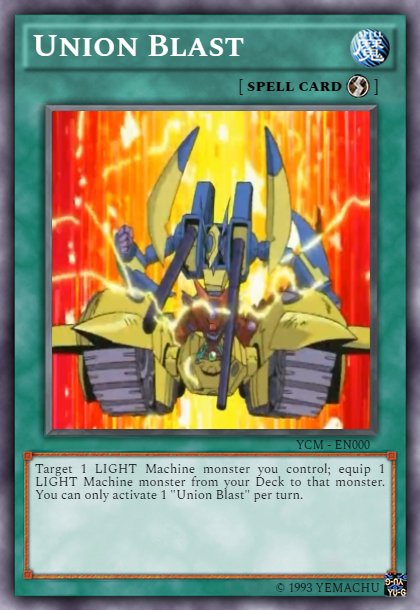 UNION BLAST
魔
[ SPELL CARD ]
YCM - EN000
Target 1 LIGHT Machine monster you control; equip 1
LIGHT Machine monster from your Deck to that monster.
You can only activate 1 "Union Blast" per turn.
© 1993 YEMACHU